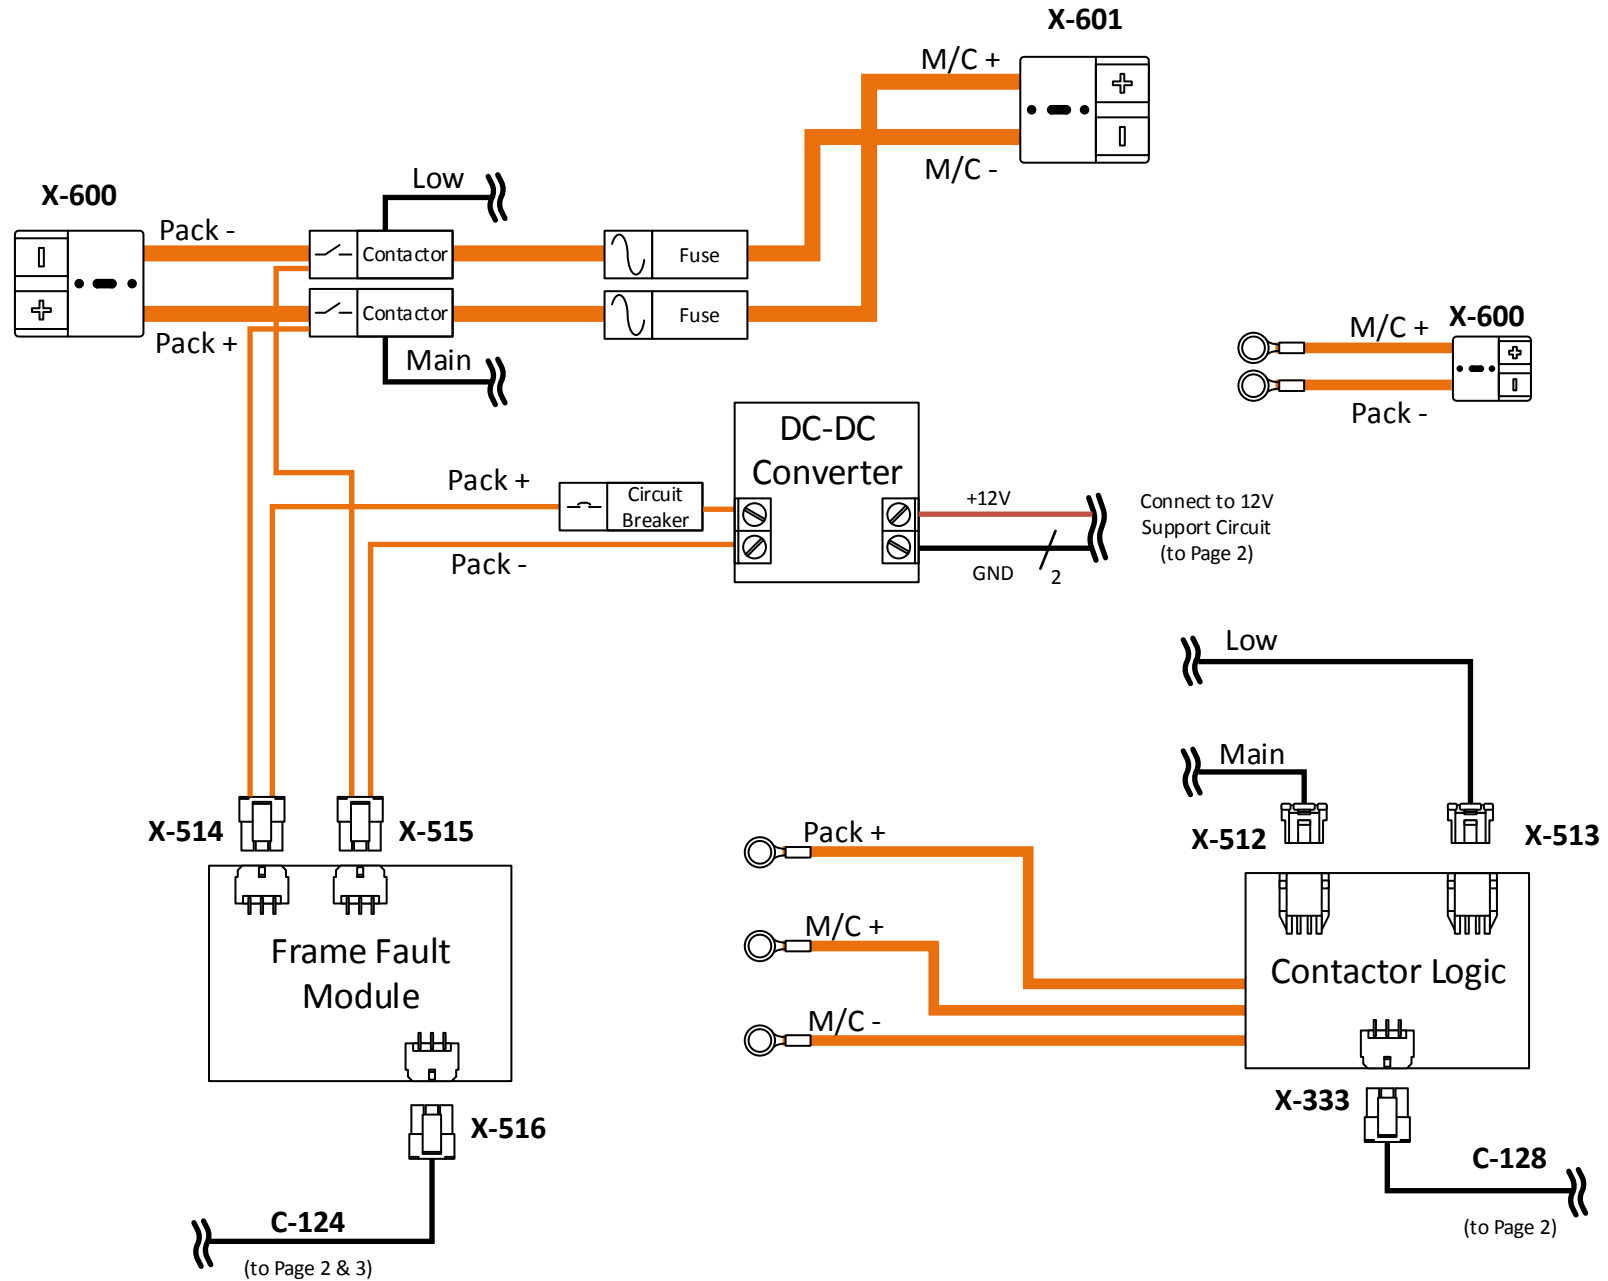 X-601
M/C +
M/C -
X-600
Pack -
Pack +
Low
Contactor
Contactor
Main
Fuse
Fuse
M/C +
X-600
Pack -
DC-DC
Converter
Pack +
Circuit
Breaker
Pack -
+12V
GND
2
Connect to 12V
Support Circuit
(to Page 2)
Low
Main
X-512
X-513
X-514
X-515
Frame Fault
Module
X-516
C-124
(to Page 2 & 3)
Pack +
M/C +
M/C -
Contactor Logic
X-333
C-128
(to Page 2)